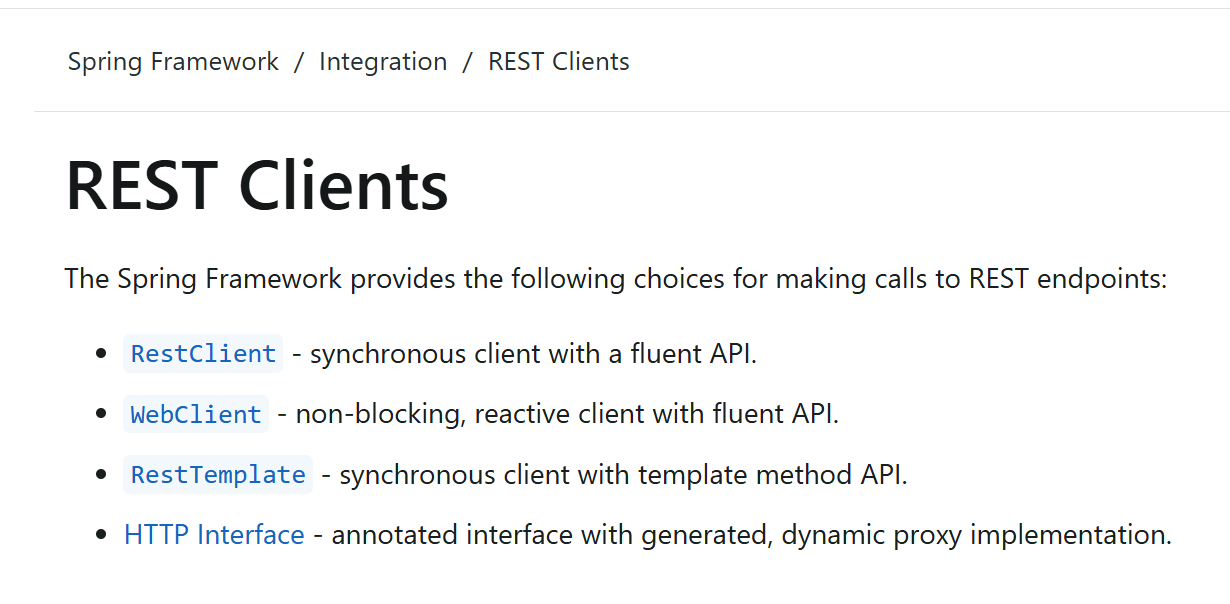 Spring Framework / Integration / REST Clients
REST Clients
The Spring Framework provides the following choices for making calls to REST endpoints:
• RestClient - synchronous client with a fluent API.
• WebClient - non-blocking, reactive client with fluent API.
• RestTemplate - synchronous client with template method API.
• HTTP Interface - annotated interface with generated, dynamic proxy implementation.